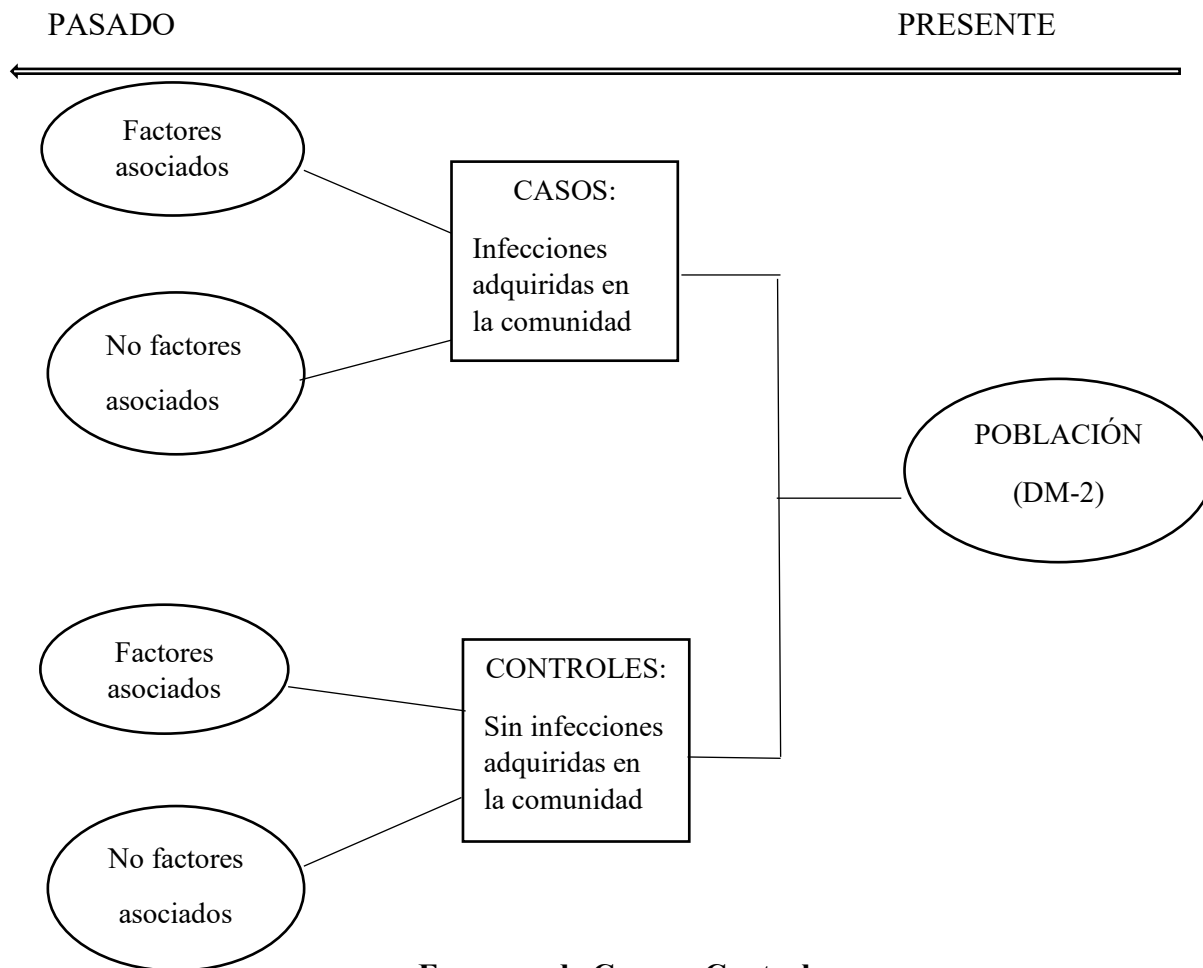 PASADO
PRESENTE
Factores
asociados
CASOS:
Infecciones
adquiridas en
la comunidad
No factores
asociados
POBLACIÓN
(DM-2)
Factores
asociados
CONTROLES:
Sin infecciones
adquiridas en
la comunidad
No factores
asociados